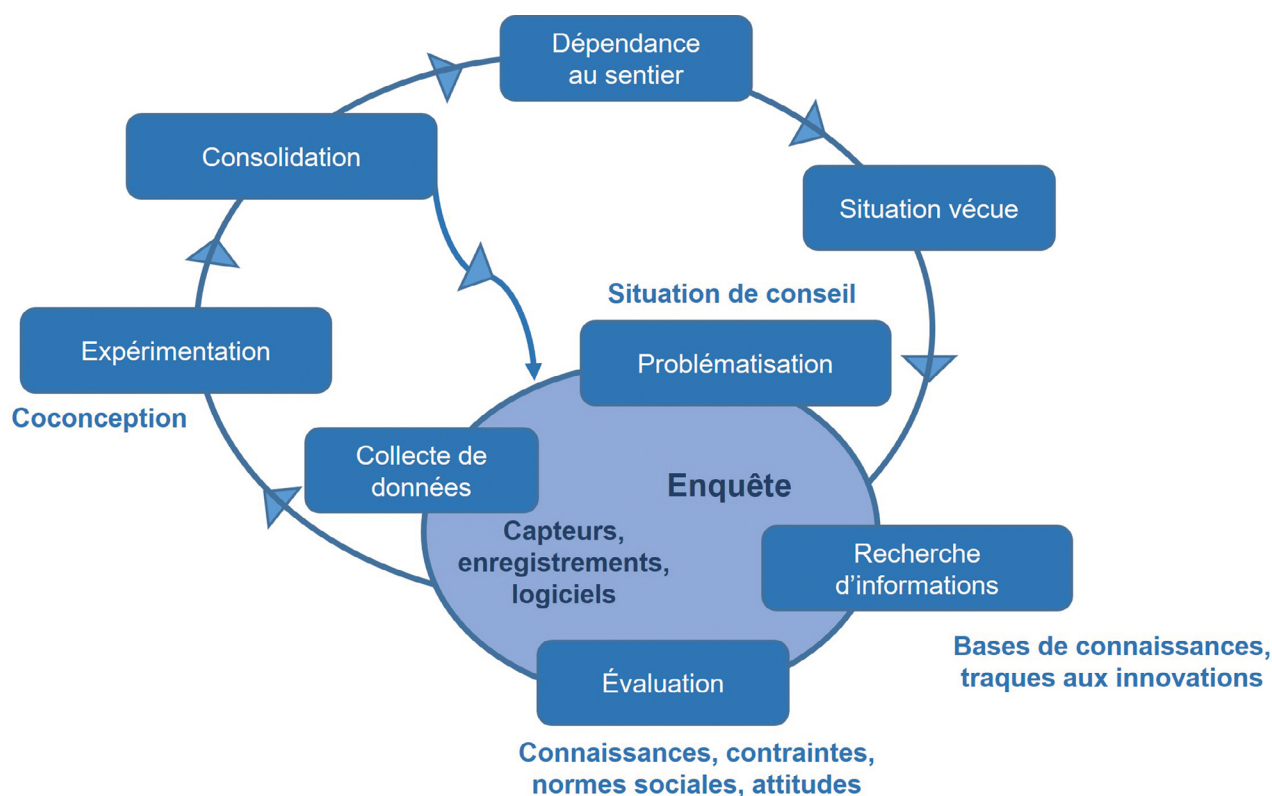 Dépendance
au sentier
Consolidation
Situation vécue
Situation de conseil
Expérimentation
Problématisation
Coconception
Collecte de
données
Enquête
Capteurs,
enregistrements,
logiciels
Recherche
d’informations
Bases de connaissances,
traques aux innovations
Évaluation
Connaissances, contraintes,
normes sociales, attitudes